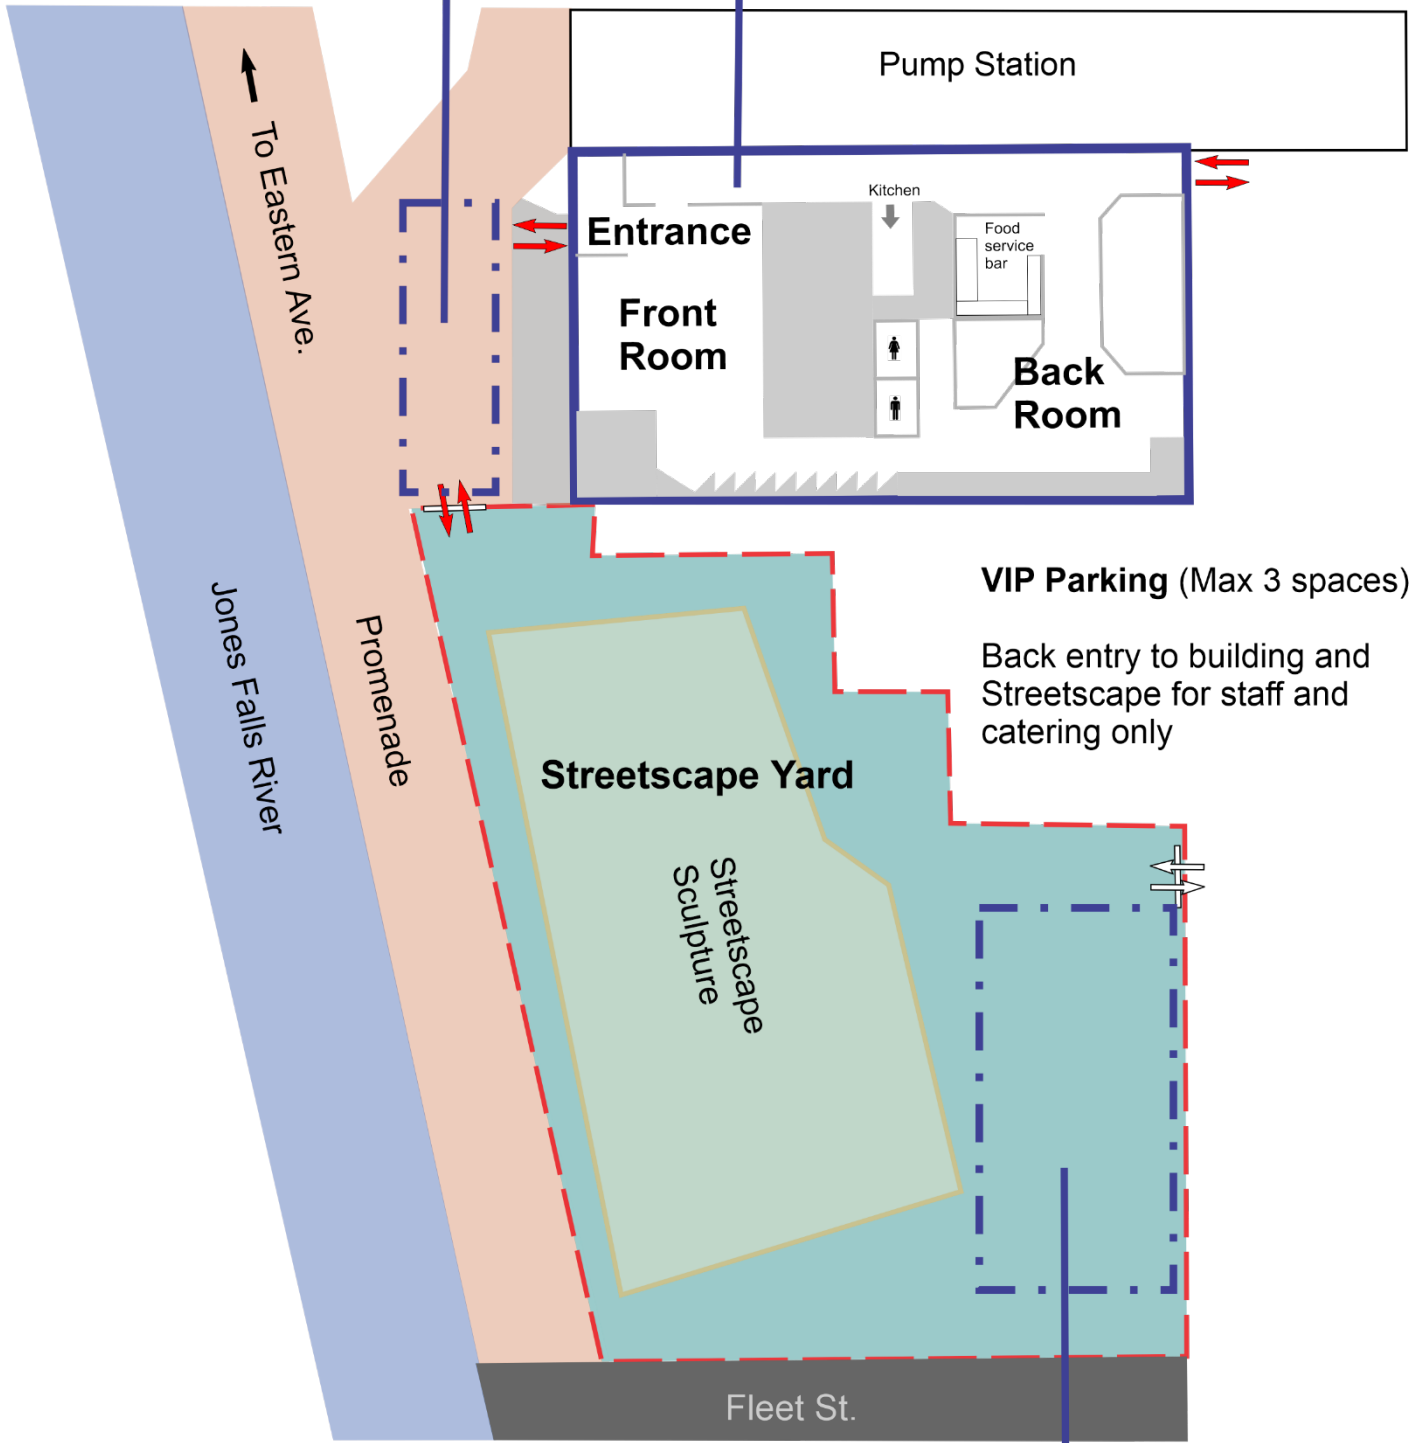 Pump Station
To Eastern Ave.
Kitchen
Entrance
Food
service
bar
Front
Room
Back
Room
Jones Falls River
Promenade
VIP Parking (Max 3 spaces)
Back entry to building and
Streetscape for staff and
catering only
Streetscape Yard
Streetscape
Sculpture
Fleet St.